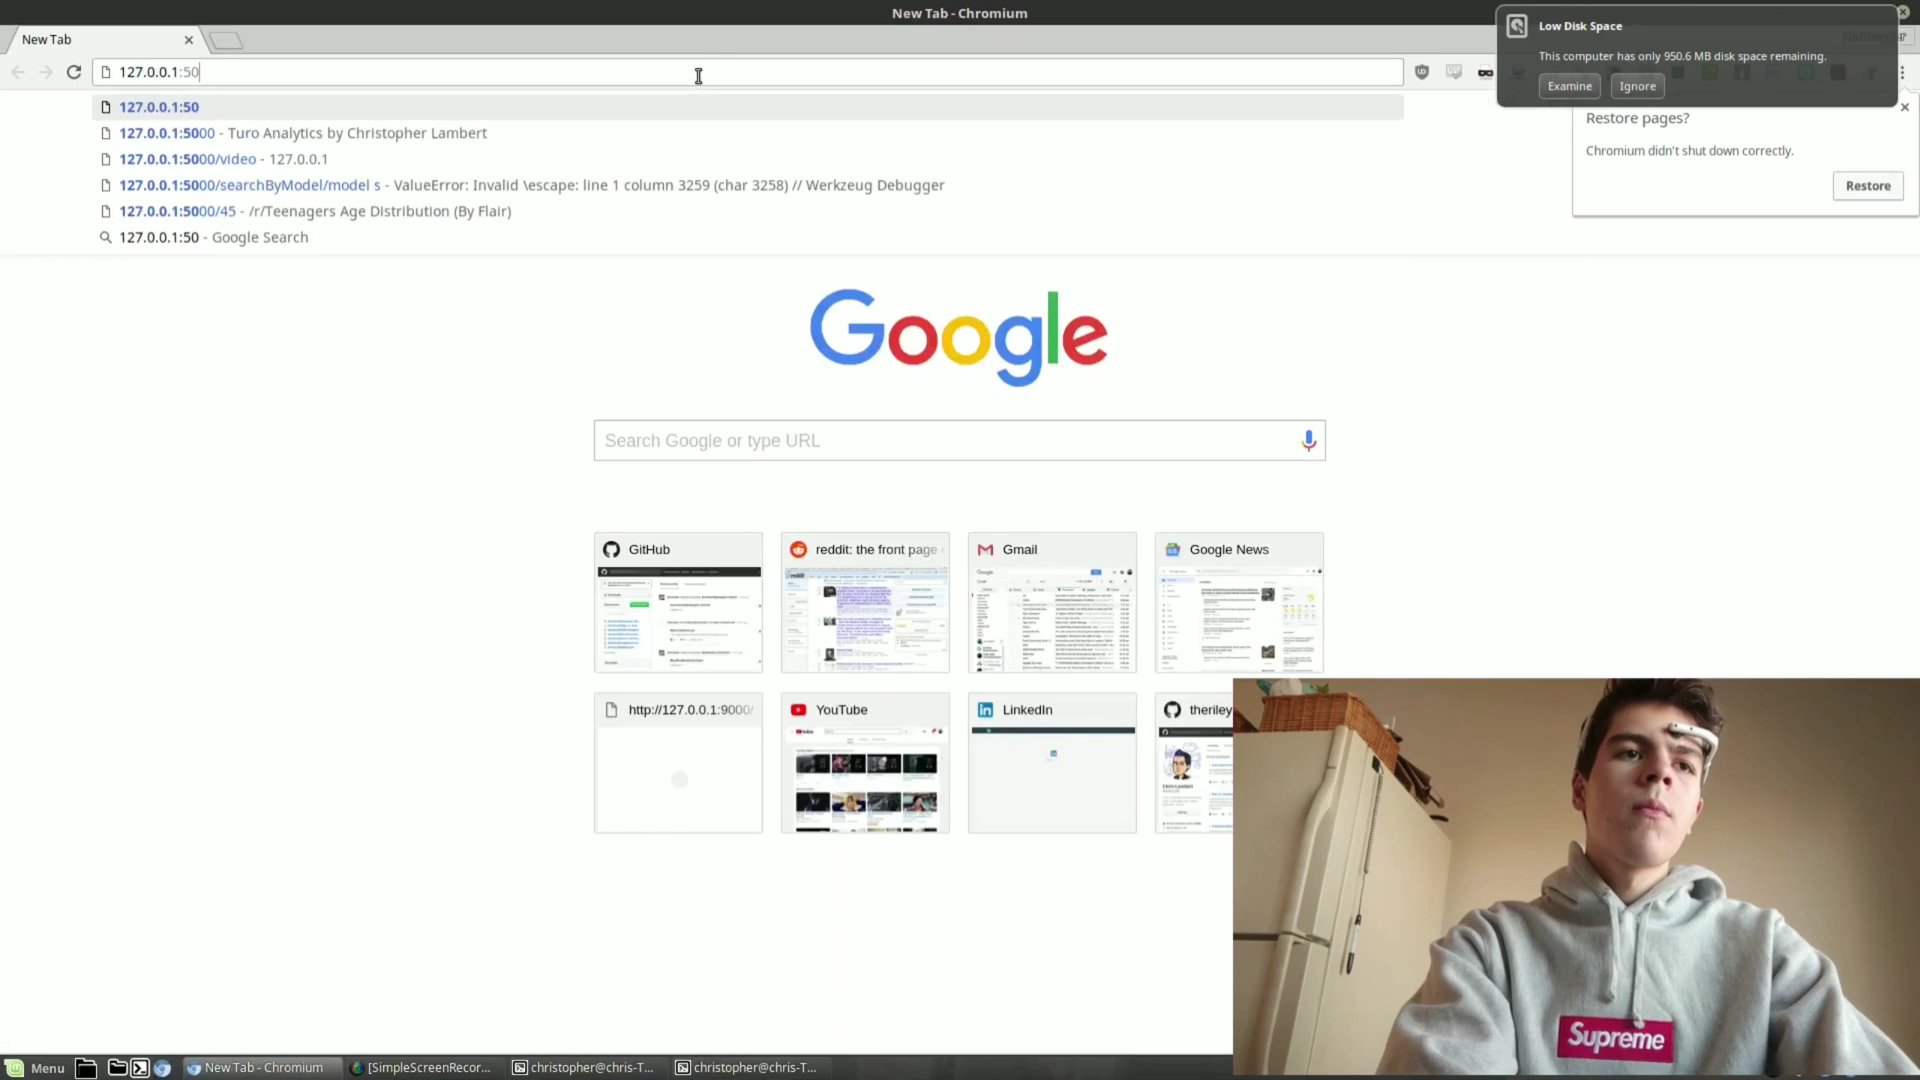 New Tab - Chromium
New Tab
127.0.0.1:50
127.0.0.1:50
127.0.0.1:5000 - Turo Analytics by Christopher Lambert
127.0.0.1:5000/video - 127.0.0.1
127.0.0.1:5000/searchByModel/model s - ValueError: Invalid \escape: line 1 column 3259 (char 3258) // Werkzeug Debugger
127.0.0.1:5000/45 - /r/Teenagers Age Distribution (By Flair)
127.0.0.1:50 - Google Search
Low Disk Space
This computer has only 950.6 MB disk space remaining.
Examine
Ignore
Restore pages?
Chromium didn't shut down correctly.
Restore
Google
Search Google or type URL
GitHub
reddit: the front page
Gmail
Google News
http://127.0.0.1:9000/
YouTube
LinkedIn
theriley
Supreme
Menu
New Tab - Chromium
[SimpleScreenRecor...
christopher@chris-T...
christopher@chris-T...